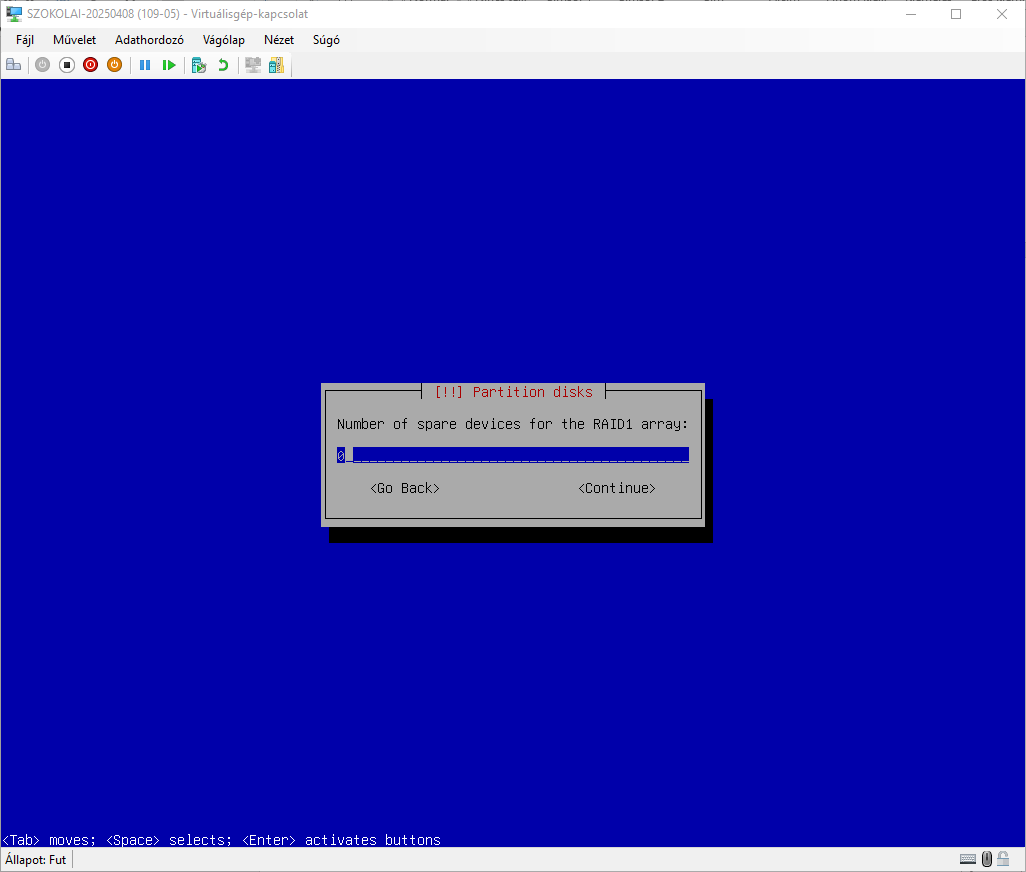 SZOKOLAI-20250408 (109-05) - Virtuálisgép-kapcsolat
Fájl Művelet Adathordozó Vágólap Nézet Súgó
[!!] Partition disks
Number of spare devices for the RAID1 array:
0
<Go Back> <Continue>
<Tab> moves; <Space> selects; <Enter> activates buttons
Állapot: Fut